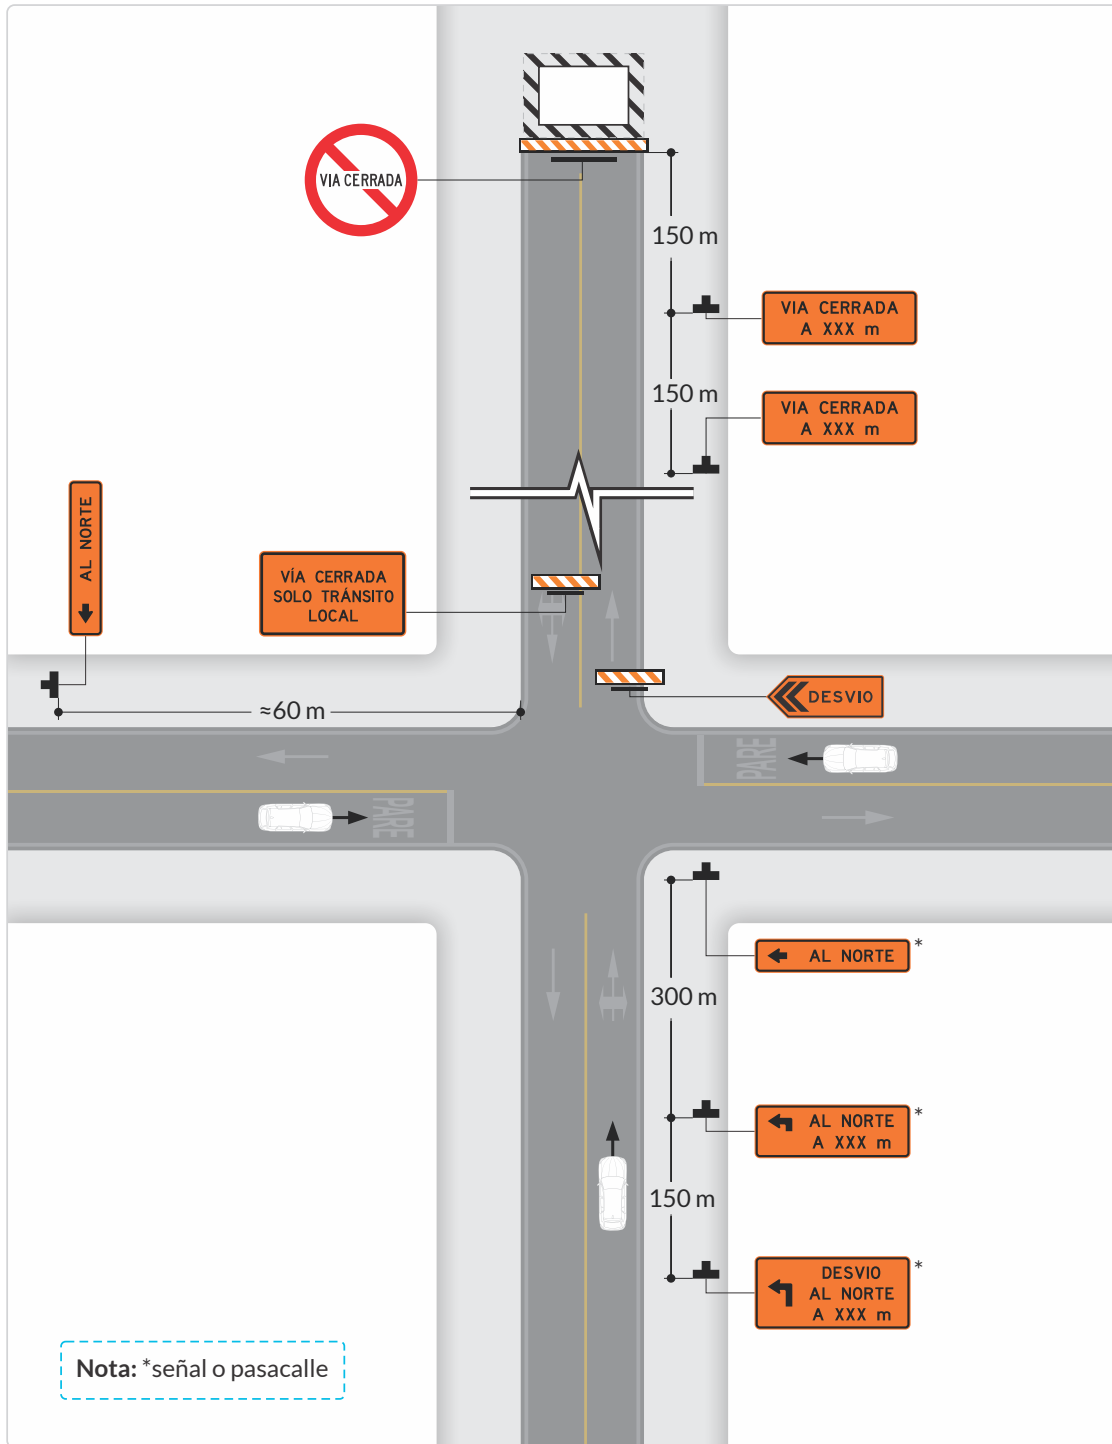 VIA CERRADA
150 m
VIA CERRADA
A XXX m
150 m
VIA CERRADA
A XXX m
AL NORTE
VÍA CERRADA
SOLO TRÁNSITO
LOCAL
≈60 m
DESVIO
PARE
PARE
AL NORTE *
300 m
AL NORTE *
A XXX m
150 m
DESVIO *
AL NORTE
A XXX m
Nota: *señal o pasacalle